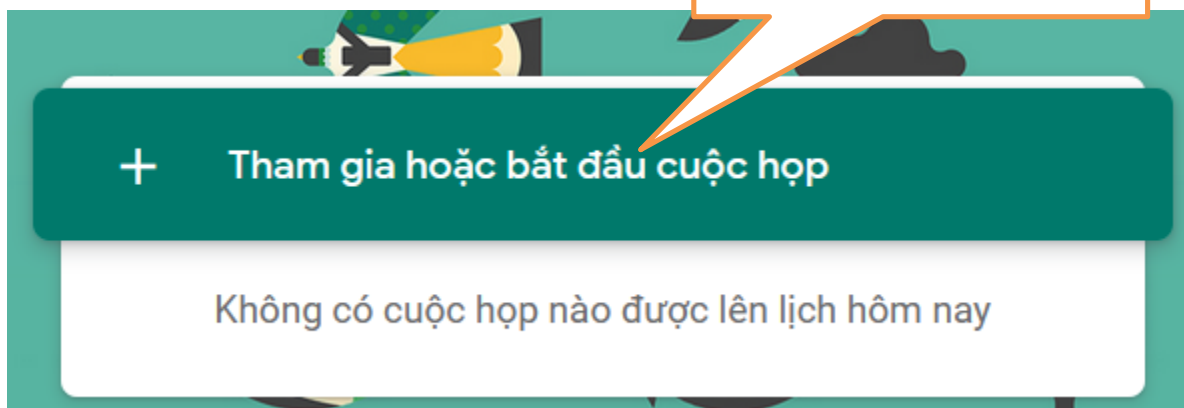 + Tham gia hoặc bắt đầu cuộc họp
Không có cuộc họp nào được lên lịch hôm nay